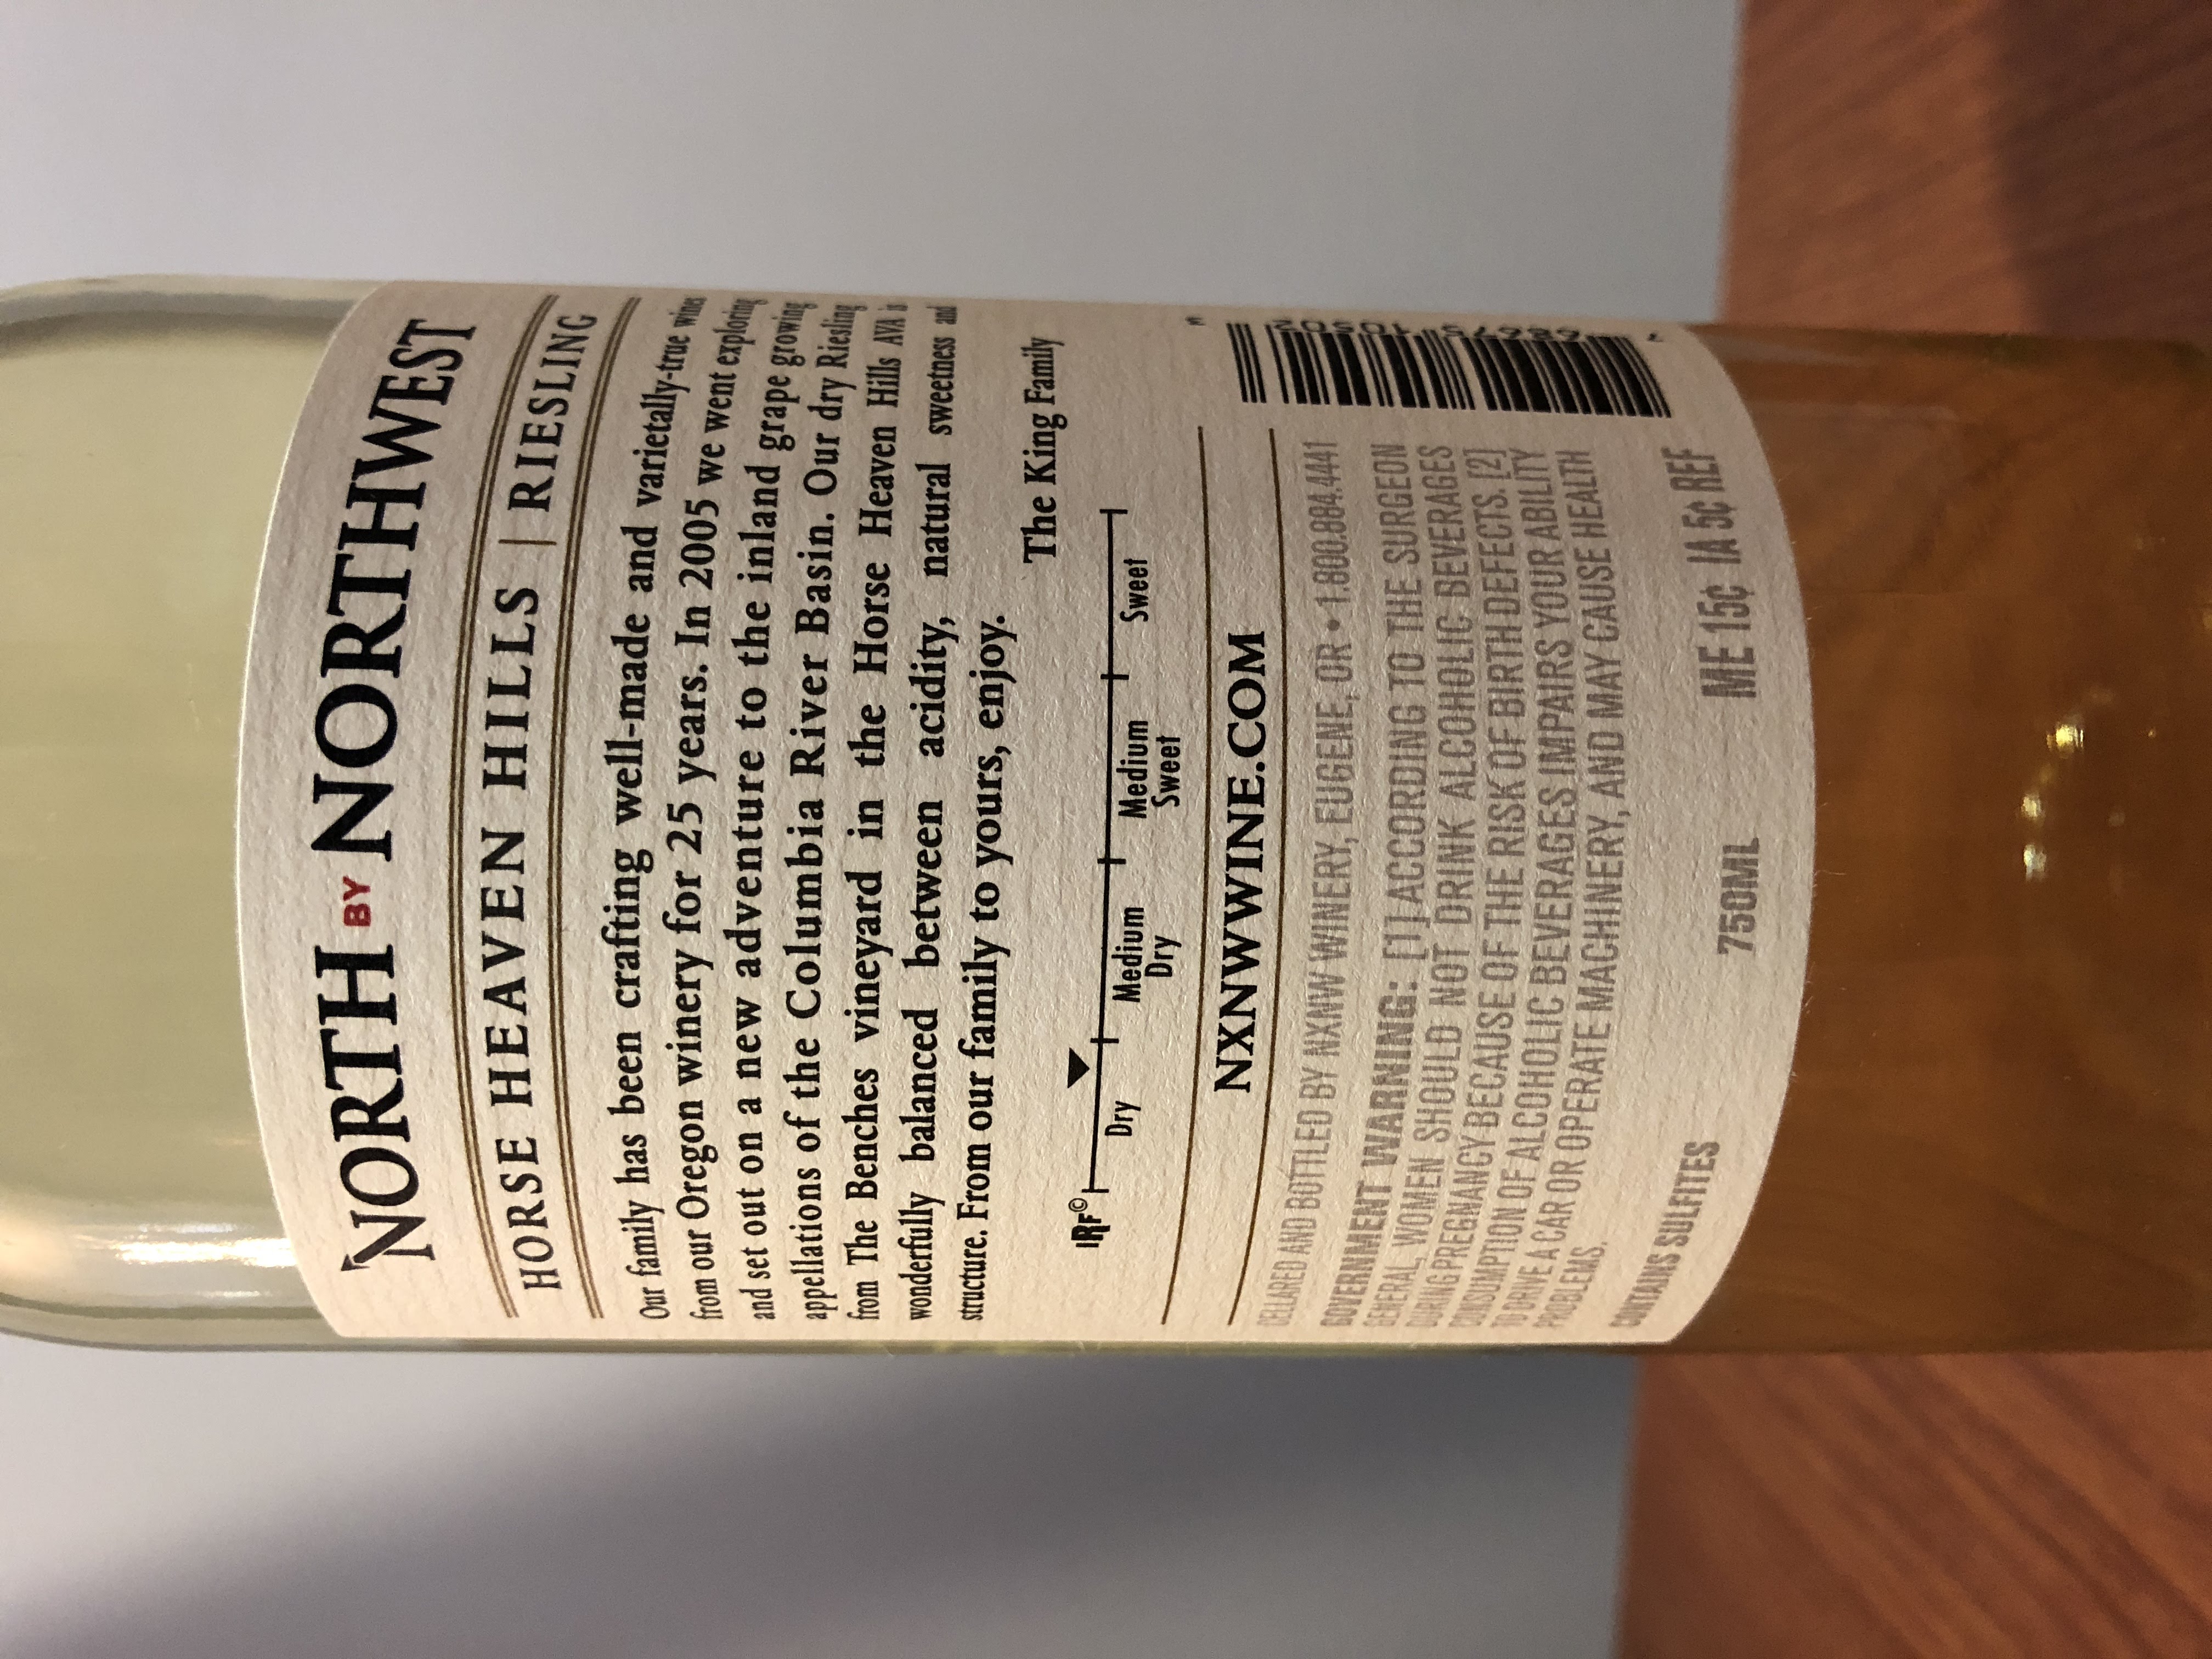 NORTH BY NORTHWEST
HORSE HEAVEN HILLS | RIESLING
Our family has been crafting well-made and varietally-true wines
from our Oregon winery for 25 years. In 2005 we went exploring
and set out on a new adventure to the inland grape growing
appellations of the Columbia River Basin. Our dry Riesling
from The Benches vineyard in the Horse Heaven Hills AVA is
wonderfully balanced between acidity, natural sweetness and
structure. From our family to yours, enjoy.
The King Family
IRF©
Dry Medium Dry Medium Sweet Sweet
NXNWWINE.COM
CELLARED AND BOTTLED BY NXNW WINERY, EUGENE, OR • 1.800.884.4441
GOVERNMENT WARNING: [1] ACCORDING TO THE SURGEON
GENERAL, WOMEN SHOULD NOT DRINK ALCOHOLIC BEVERAGES
DURING PREGNANCY BECAUSE OF THE RISK OF BIRTH DEFECTS. [2]
CONSUMPTION OF ALCOHOLIC BEVERAGES IMPAIRS YOUR ABILITY
TO DRIVE A CAR OR OPERATE MACHINERY, AND MAY CAUSE HEALTH
PROBLEMS.
CONTAINS SULFITES 750ML ME 15¢ IA 5¢ REF